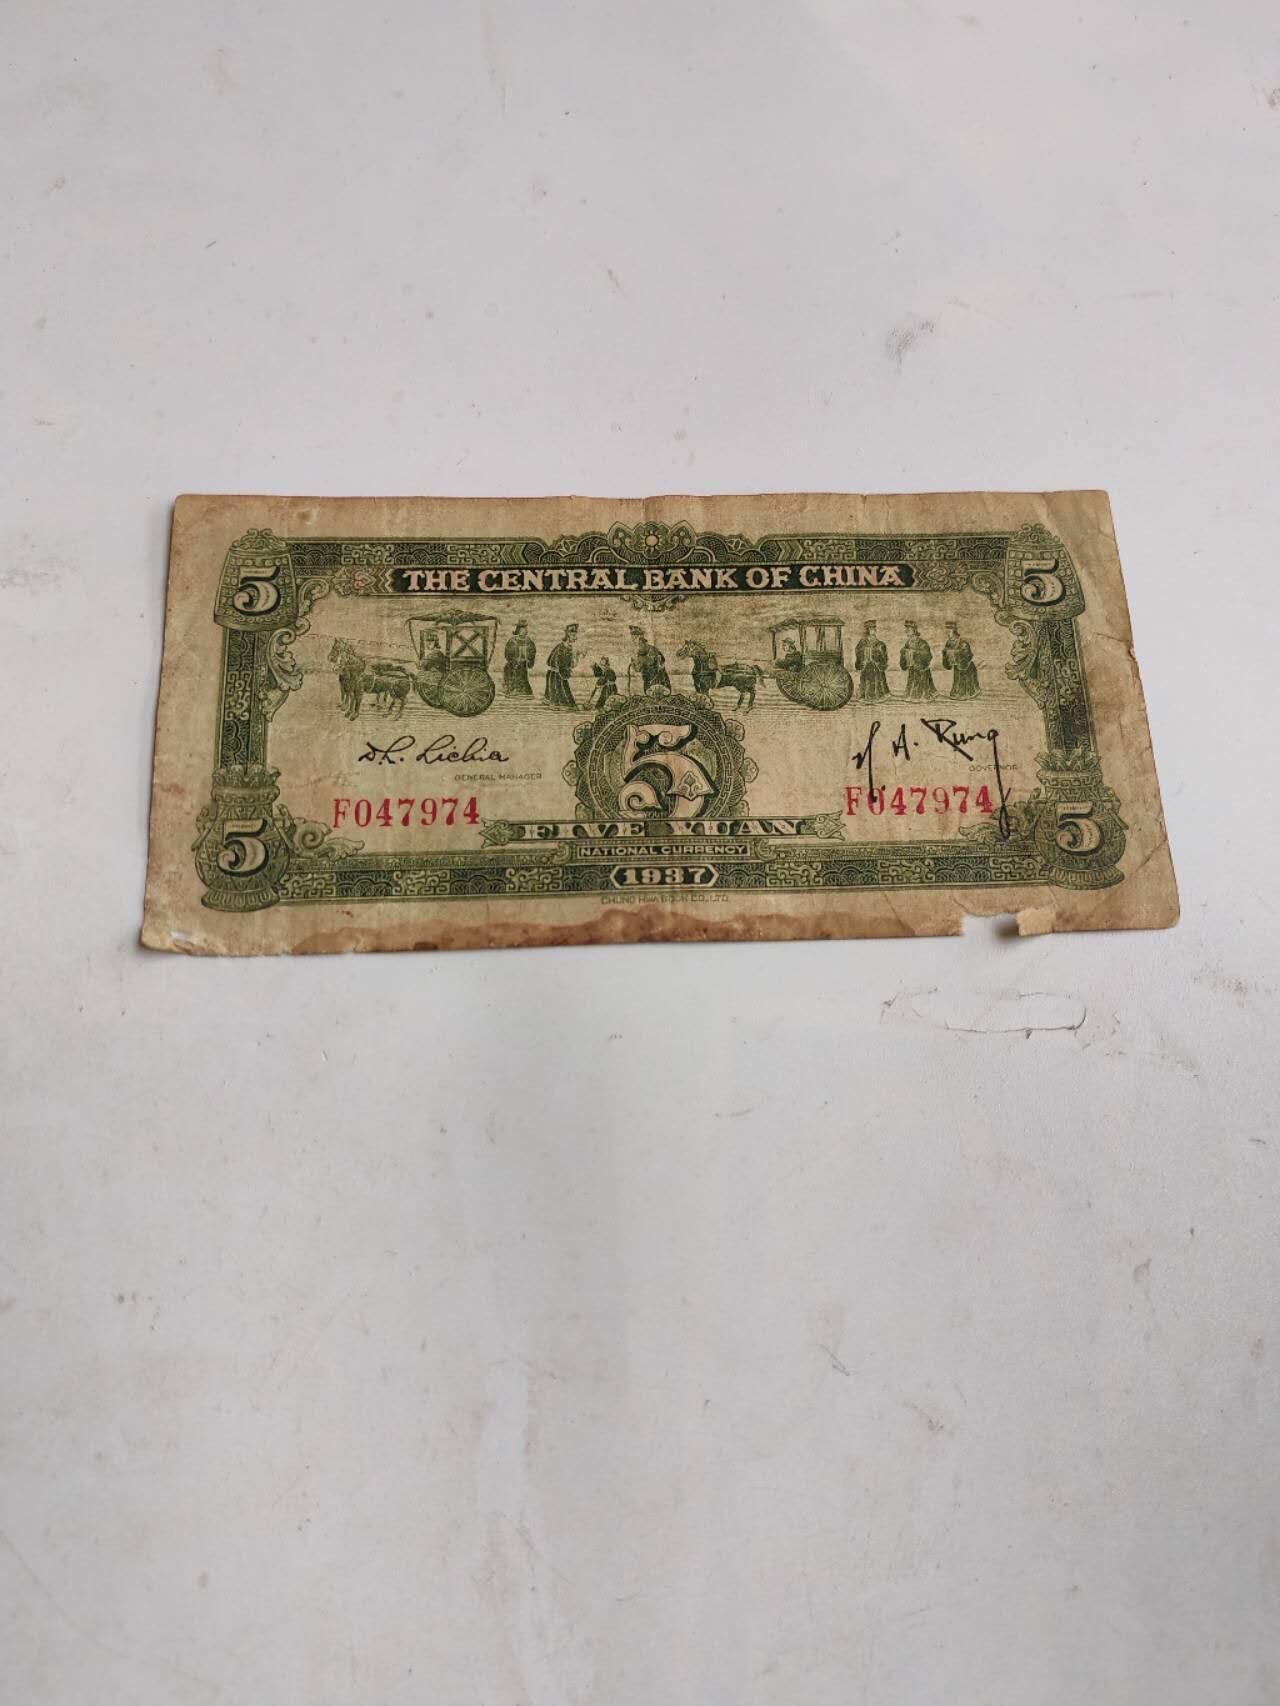 5 5
THE CENTRAL BANK OF CHINA
GENERAL MANAGER
GOVERNOR
F047974 F047974
5
FIVE YUAN
5 5
NATIONAL CURRENCY
1937
CHUNG HWA BOOK CO., LTD.